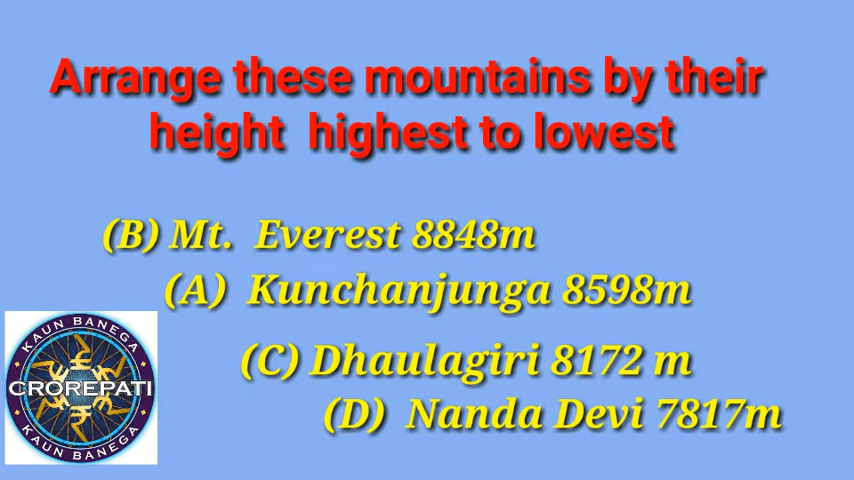 Arrange these mountains by their
height highest to lowest
(B) Mt. Everest 8848m
(A) Kunchanjunga 8598m
(C) Dhaulagiri 8172 m
(D) Nanda Devi 7817m
KAUN BANEGA
CROREPATI
KAUN BANEGA